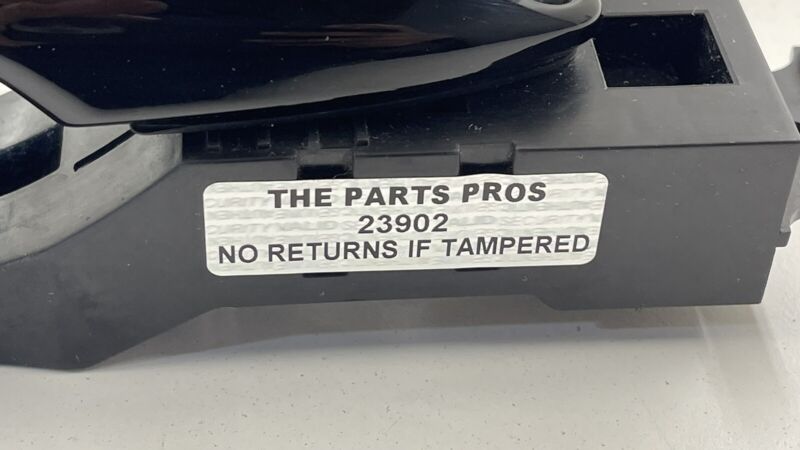 THE PARTS PROS
23902
NO RETURNS IF TAMPERED